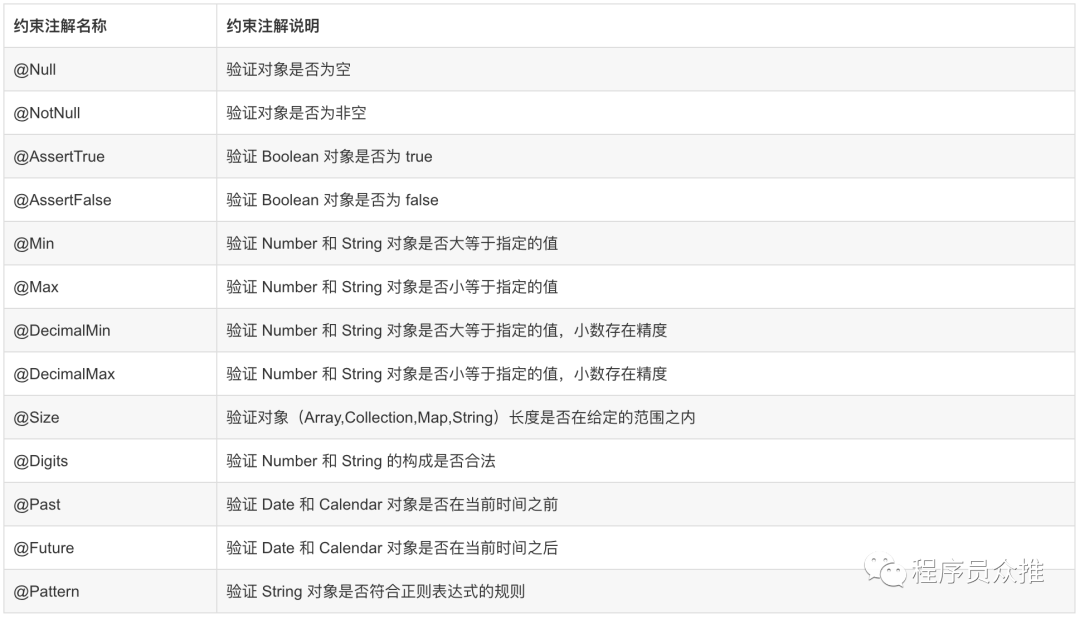 约束注解名称 约束注解说明
@Null 验证对象是否为空
@NotNull 验证对象是否为非空
@AssertTrue 验证 Boolean 对象是否为 true
@AssertFalse 验证 Boolean 对象是否为 false
@Min 验证 Number 和 String 对象是否大等于指定的值
@Max 验证 Number 和 String 对象是否小等于指定的值
@DecimalMin 验证 Number 和 String 对象是否大等于指定的值，小数存在精度
@DecimalMax 验证 Number 和 String 对象是否小等于指定的值，小数存在精度
@Size 验证对象（Array,Collection,Map,String）长度是否在给定的范围之内
@Digits 验证 Number 和 String 的构成是否合法
@Past 验证 Date 和 Calendar 对象是否在当前时间之前
@Future 验证 Date 和 Calendar 对象是否在当前时间之后
@Pattern 验证 String 对象是否符合正则表达式的规则
程序员众推